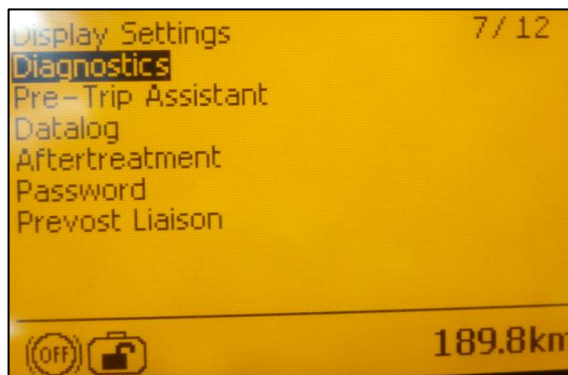 Display Settings 7/12
Diagnostics
Pre-Trip Assistant
Datalog
Aftertreatment
Password
Prevost Liaison
OFF 189.8km